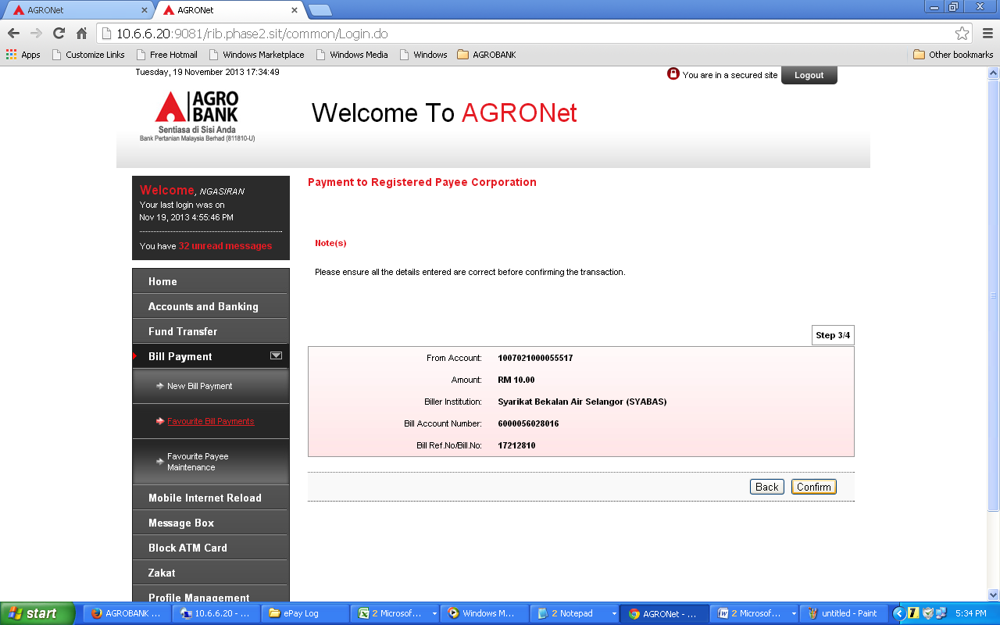 AGRONet
AGRONet
10.6.6.20:9081/rib.phase2.sit/common/Login.do
Apps Customize Links Free Hotmail Windows Marketplace Windows Media Windows AGROBANK Other bookmarks
Tuesday, 19 November 2013 17:34:49
You are in a secured site Logout
AGRO
BANK
Sentiasa di Sisi Anda
Bank Pertanian Malaysia Berhad (811810-U)
Welcome To AGRONet
Welcome, NGASIRAN
Your last login was on
Nov 19, 2013 4:55:46 PM
You have 32 unread messages
Home
Accounts and Banking
Fund Transfer
Bill Payment
New Bill Payment
Favourite Bill Payments
Favourite Payee
Maintenance
Mobile Internet Reload
Message Box
Block ATM Card
Zakat
Profile Management
Payment to Registered Payee Corporation
Note(s)
Please ensure all the details entered are correct before confirming the transaction.
Step 3/4
From Account: 1007021000055517
Amount: RM 10.00
Biller Institution: Syarikat Bekalan Air Selangor (SYABAS)
Bill Account Number: 6000056028016
Bill Ref.No/Bill.No: 17212810
Back Confirm
start AGROBANK ... 10.6.6.20 - ... ePay Log 2 Microsof... Windows M... 2 Notepad AGRONet - ... 2 Microsof... untitled - Paint 7 5:34 PM